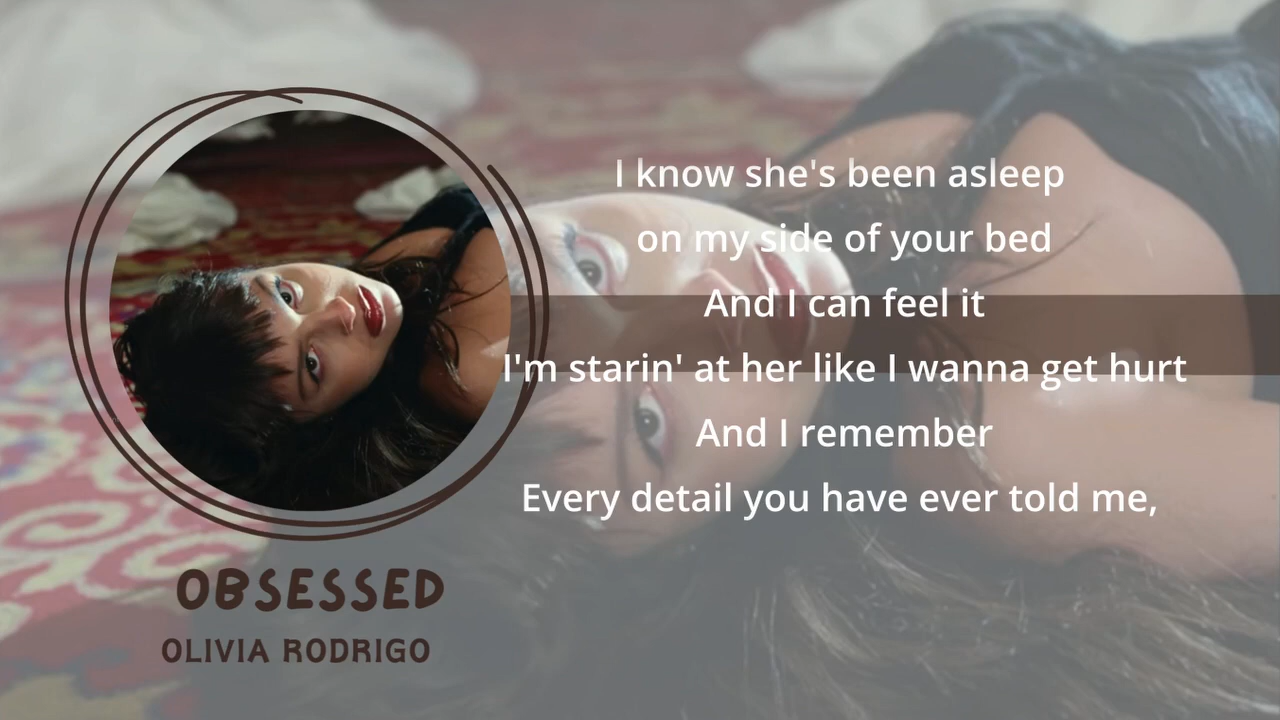 I know she's been asleep
on my side of your bed
And I can feel it
I'm starin' at her like I wanna get hurt
And I remember
Every detail you have ever told me,
OBSESSED
OLIVIA RODRIGO